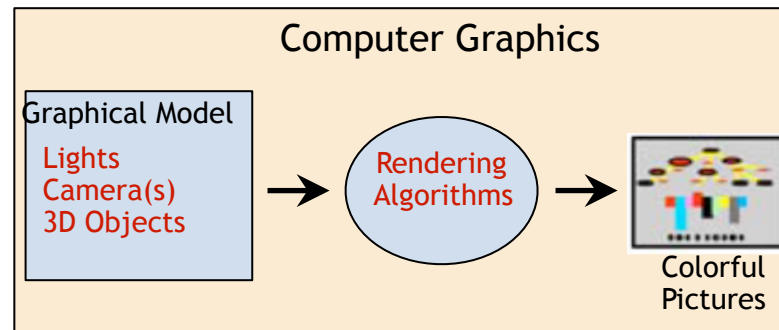 Computer Graphics
Graphical Model
Lights
Camera(s)
3D Objects
Rendering
Algorithms
Colorful
Pictures